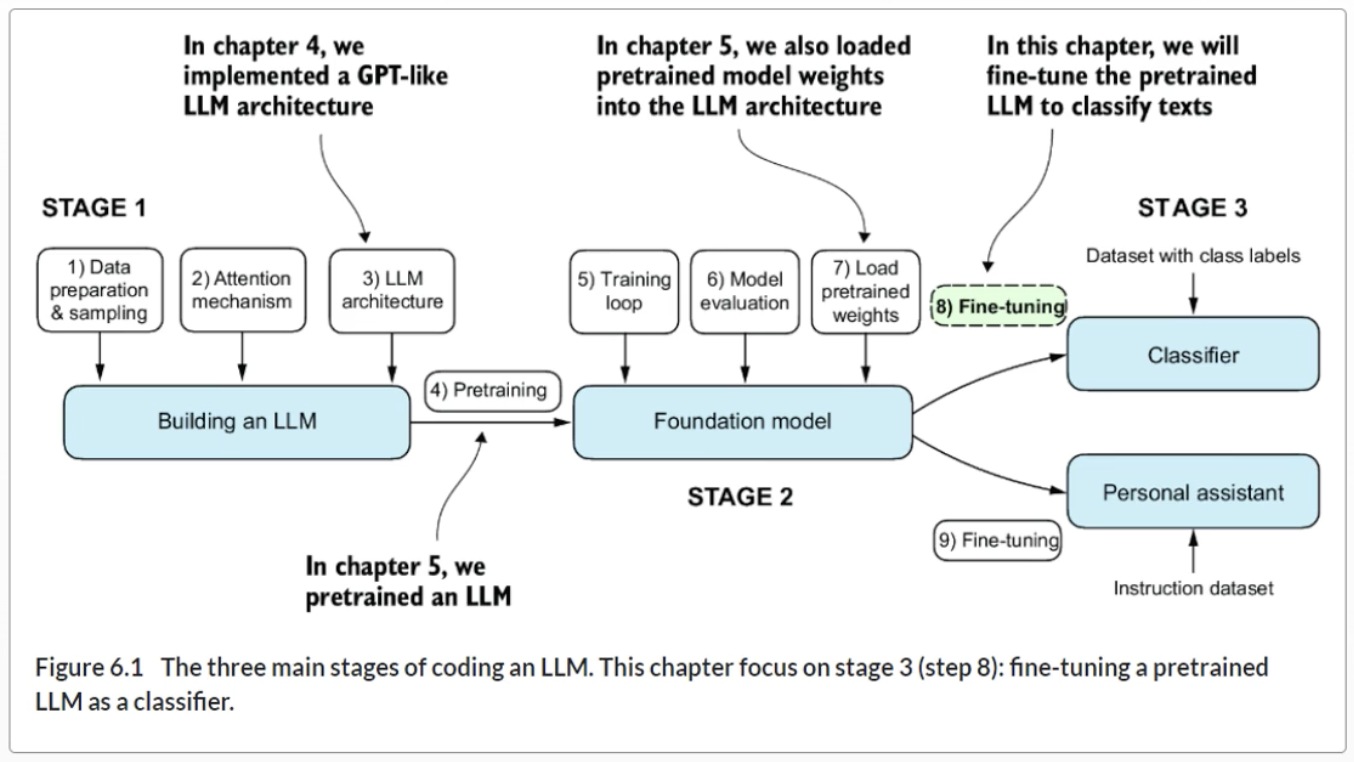 In chapter 4, we
implemented a GPT-like
LLM architecture
In chapter 5, we also loaded
pretrained model weights
into the LLM architecture
In this chapter, we will
fine-tune the pretrained
LLM to classify texts
STAGE 1
STAGE 3
1) Data
preparation
& sampling
2) Attention
mechanism
3) LLM
architecture
5) Training
loop
6) Model
evaluation
7) Load
pretrained
weights
8) Fine-tuning
Dataset with class labels
Classifier
4) Pretraining
Building an LLM
Foundation model
STAGE 2
Personal assistant
9) Fine-tuning
Instruction dataset
In chapter 5, we
pretrained an LLM
Figure 6.1 The three main stages of coding an LLM. This chapter focus on stage 3 (step 8): fine-tuning a pretrained
LLM as a classifier.